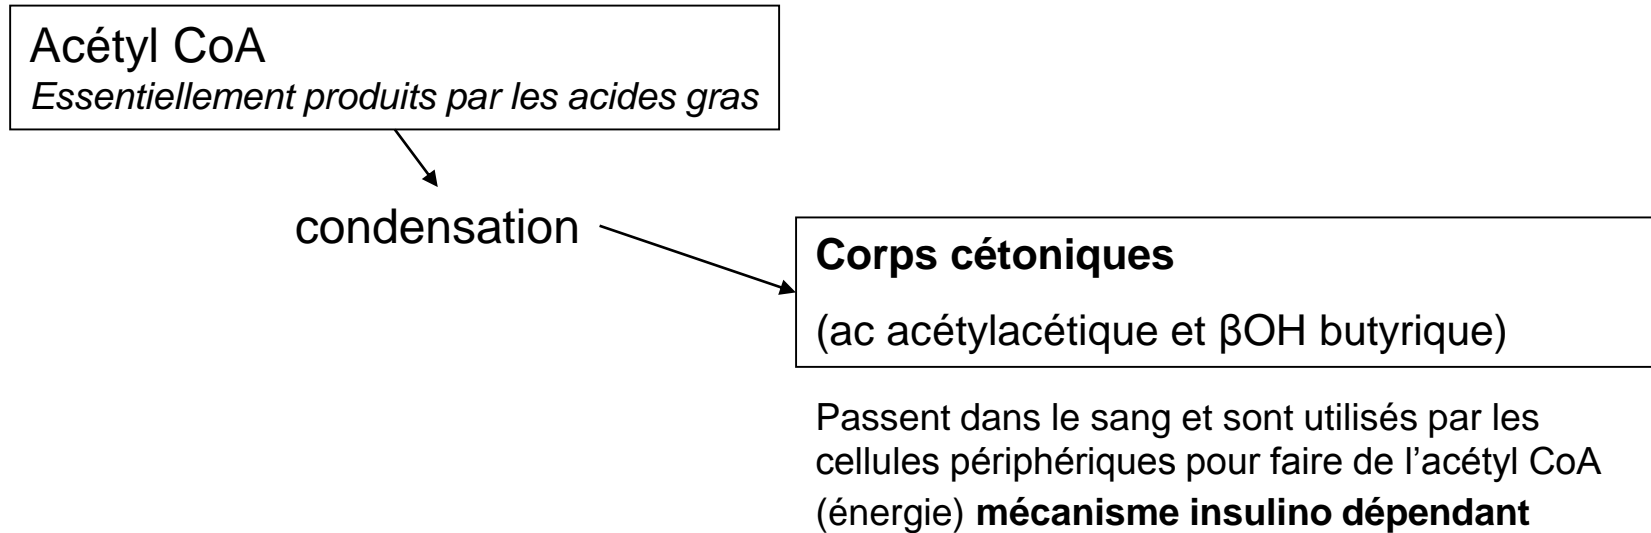 Acétyl CoA
Essentiellement produits par les acides gras
condensation
Corps cétoniques
(ac acétylacétique et βOH butyrique)
Passent dans le sang et sont utilisés par les
cellules périphériques pour faire de l’acétyl CoA
(énergie) mécanisme insulino dépendant